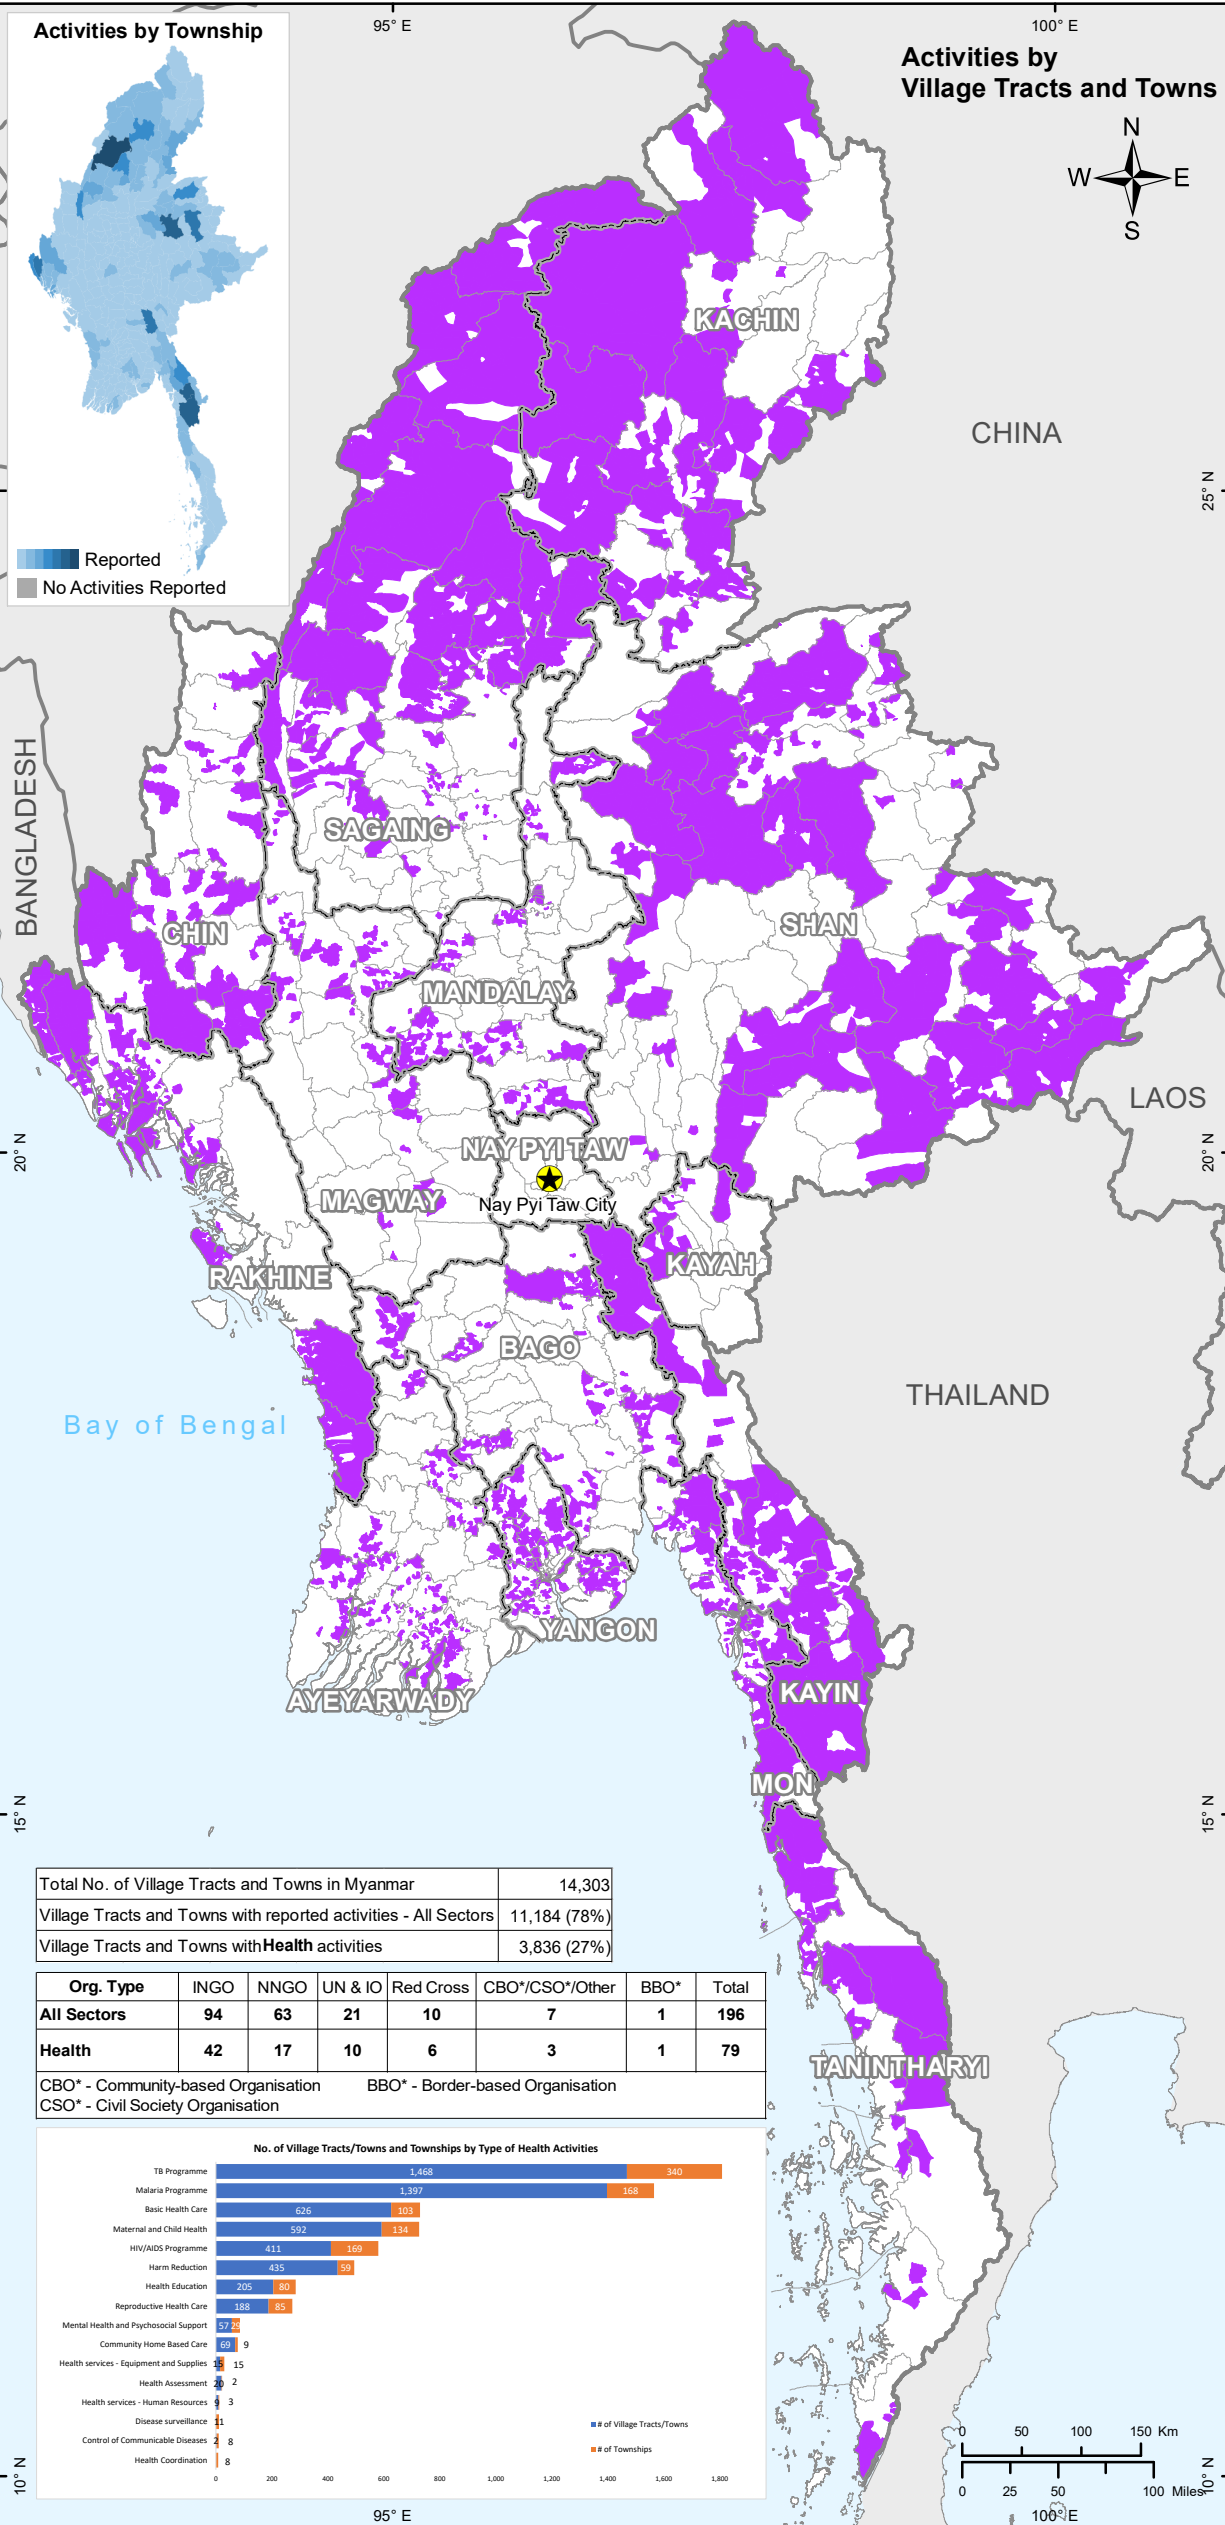 Activities by Township
95° E
100° E
Activities by
Village Tracts and Towns
N
W
E
S
Reported
No Activities Reported
KACHIN
CHINA
25° N
BANGLADESH
SAGAING
CHIN
SHAN
MANDALAY
LAOS
20° N
20° N
NAY PYI TAW
Nay Pyi Taw City
MAGWAY
KAYAH
RAKHINE
BAGO
THAILAND
Bay of Bengal
YANGON
AYEYARWADY
KAYIN
MON
15° N
15° N
TANINTHARYI
Total No. of Village Tracts and Towns in Myanmar 14,303
Village Tracts and Towns with reported activities - All Sectors 11,184 (78%)
Village Tracts and Towns with Health activities 3,836 (27%)
Org. Type INGO NNGO UN & IO Red Cross CBO*/CSO*/Other BBO* Total
All Sectors 94 63 21 10 7 1 196
Health 42 17 10 6 3 1 79
CBO* - Community-based Organisation BBO* - Border-based Organisation
CSO* - Civil Society Organisation
No. of Village Tracts/Towns and Townships by Type of Health Activities
TB Programme 1,468 340
Malaria Programme 1,397 168
Basic Health Care 626 103
Maternal and Child Health 592 134
HIV/AIDS Programme 411 169
Harm Reduction 435 59
Health Education 205 80
Reproductive Health Care 188 85
Mental Health and Psychosocial Support 57 29
Community Home Based Care 69 9
Health services - Equipment and Supplies 15 15
Health Assessment 20 2
Health services - Human Resources 9 3
Disease surveillance 11
Control of Communicable Diseases 2 8
Health Coordination 8
# of Village Tracts/Towns
# of Townships
0 200 400 600 800 1,000 1,200 1,400 1,600 1,800
0 50 100 150 Km
0 25 50 100 Miles
10° N
10° N
95° E
100° E